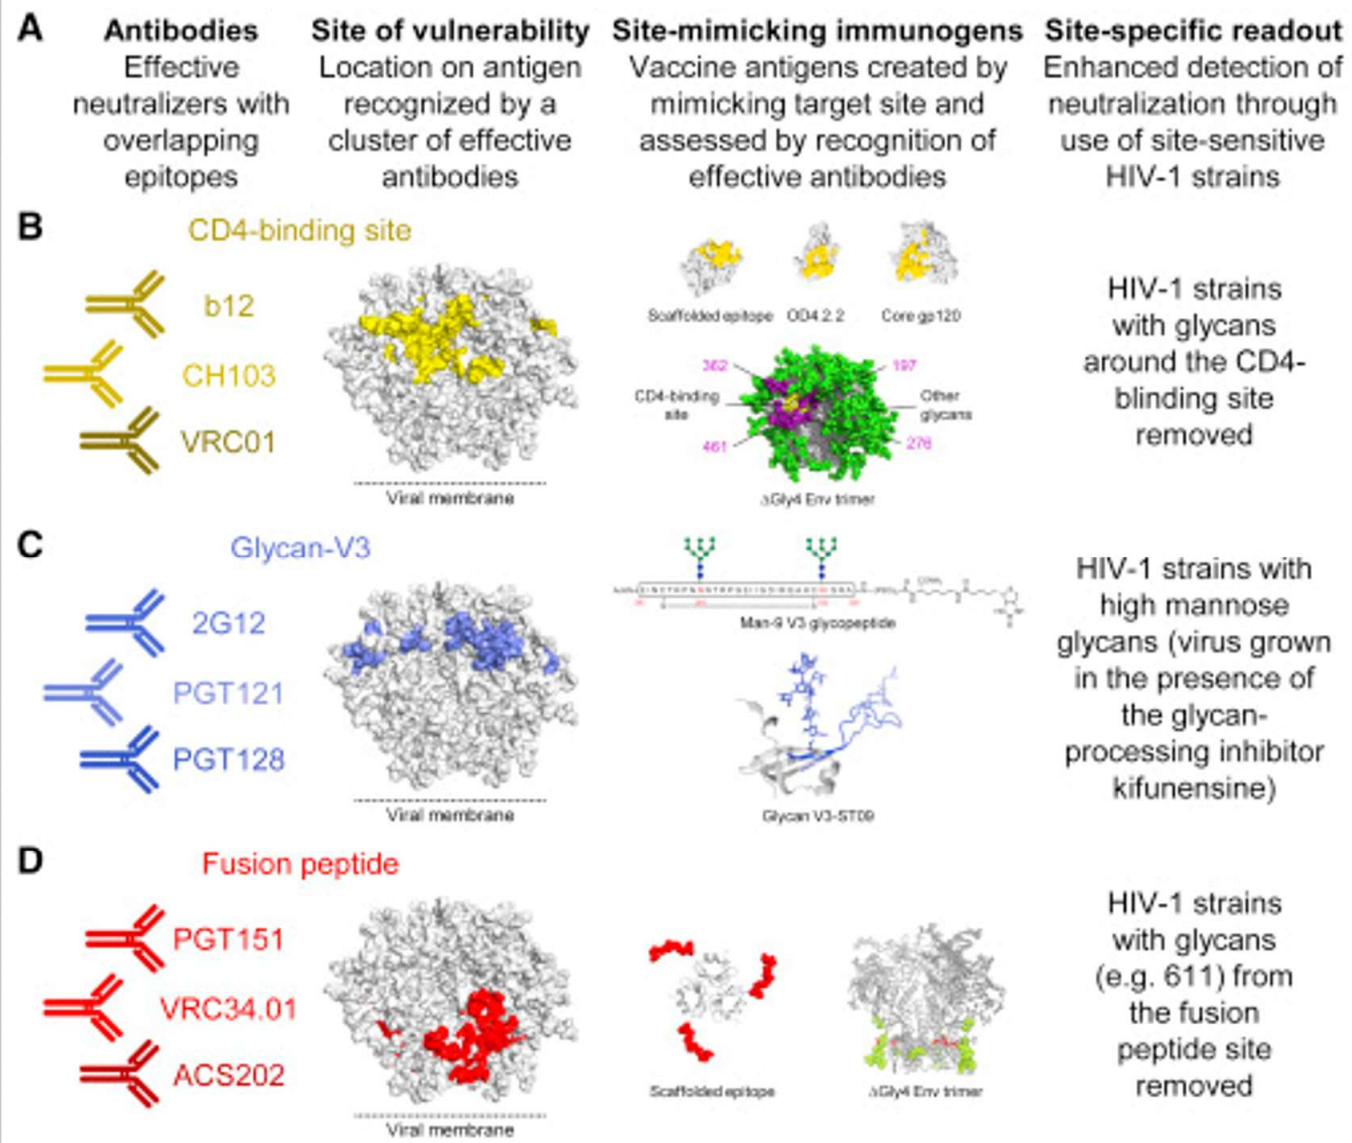 A
Antibodies
Effective
neutralizers with
overlapping
epitopes
Site of vulnerability
Location on antigen
recognized by a
cluster of effective
antibodies
Site-mimicking immunogens
Vaccine antigens created by
mimicking target site and
assessed by recognition of
effective antibodies
Site-specific readout
Enhanced detection of
neutralization through
use of site-sensitive
HIV-1 strains
B
CD4-binding site
b12
CH103
VRC01
Viral membrane
Scaffolded epitope
OD4.2.2
Core gp120
362
197
CD4-binding
site
Other
glycans
461
276
ΔGly4 Env trimer
HIV-1 strains
with glycans
around the CD4-
blinding site
removed
C
Glycan-V3
2G12
PGT121
PGT128
Viral membrane
Man-9 V3 glycopeptide
Glycan V3-ST09
HIV-1 strains with
high mannose
glycans (virus grown
in the presence of
the glycan-
processing inhibitor
kifunensine)
D
Fusion peptide
PGT151
VRC34.01
ACS202
Viral membrane
Scaffolded epitope
ΔGly4 Env trimer
HIV-1 strains
with glycans
(e.g. 611) from
the fusion
peptide site
removed